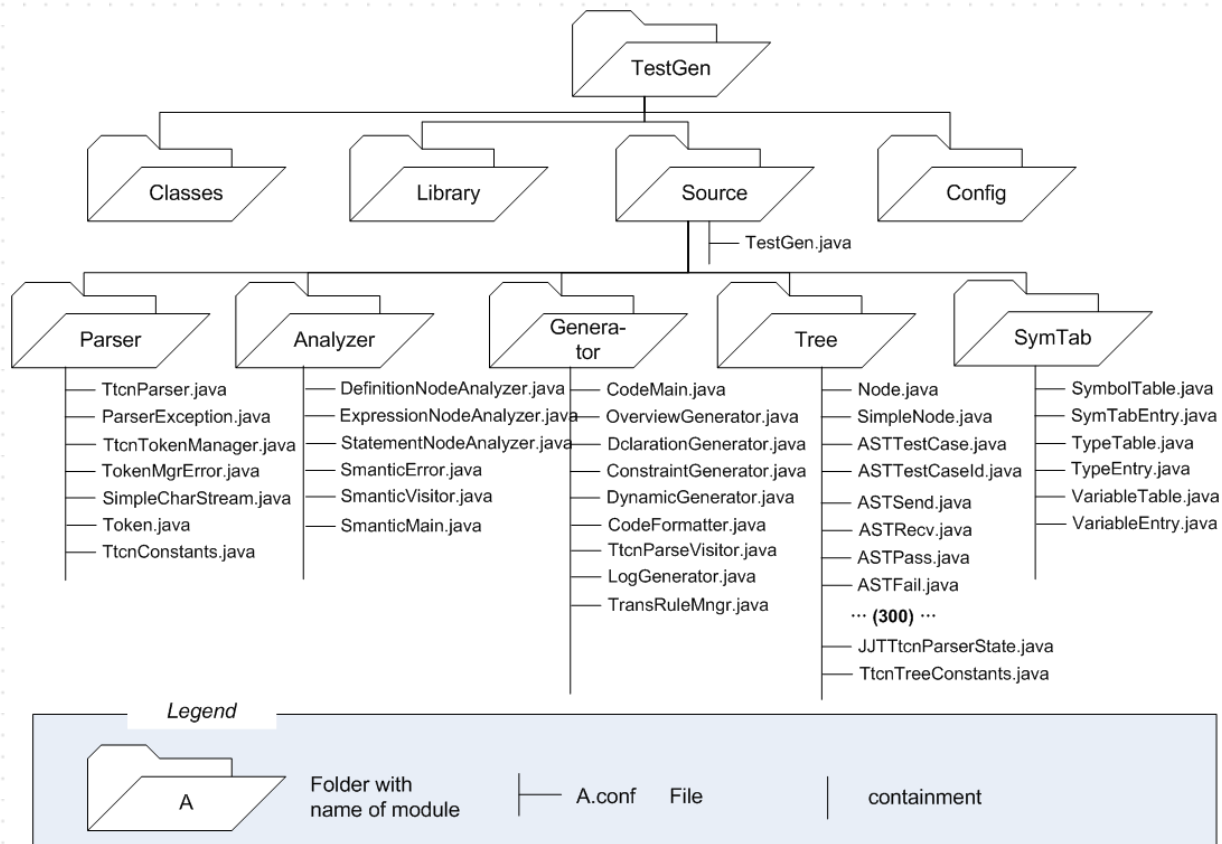 TestGen
Classes
Library
Source
Config
TestGen.java
Parser
Analyzer
Genera-
tor
Tree
SymTab
TtcnParser.java
ParserException.java
TtcnTokenManager.java
TokenMgrError.java
SimpleCharStream.java
Token.java
TtcnConstants.java
DefinitionNodeAnalyzer.java
ExpressionNodeAnalyzer.java
StatementNodeAnalyzer.java
SmanticError.java
SmanticVisitor.java
SmanticMain.java
CodeMain.java
OverviewGenerator.java
DclarationGenerator.java
ConstraintGenerator.java
DynamicGenerator.java
CodeFormatter.java
TtcnParseVisitor.java
LogGenerator.java
TransRuleMngr.java
Node.java
SimpleNode.java
ASTTestCase.java
ASTTestCaseId.java
ASTSend.java
ASTRecv.java
ASTPass.java
ASTFail.java
··· (300) ···
JJTTtcnParserState.java
TtcnTreeConstants.java
SymbolTable.java
SymTabEntry.java
TypeTable.java
TypeEntry.java
VariableTable.java
VariableEntry.java
Legend
A
Folder with
name of module
A.conf File
containment